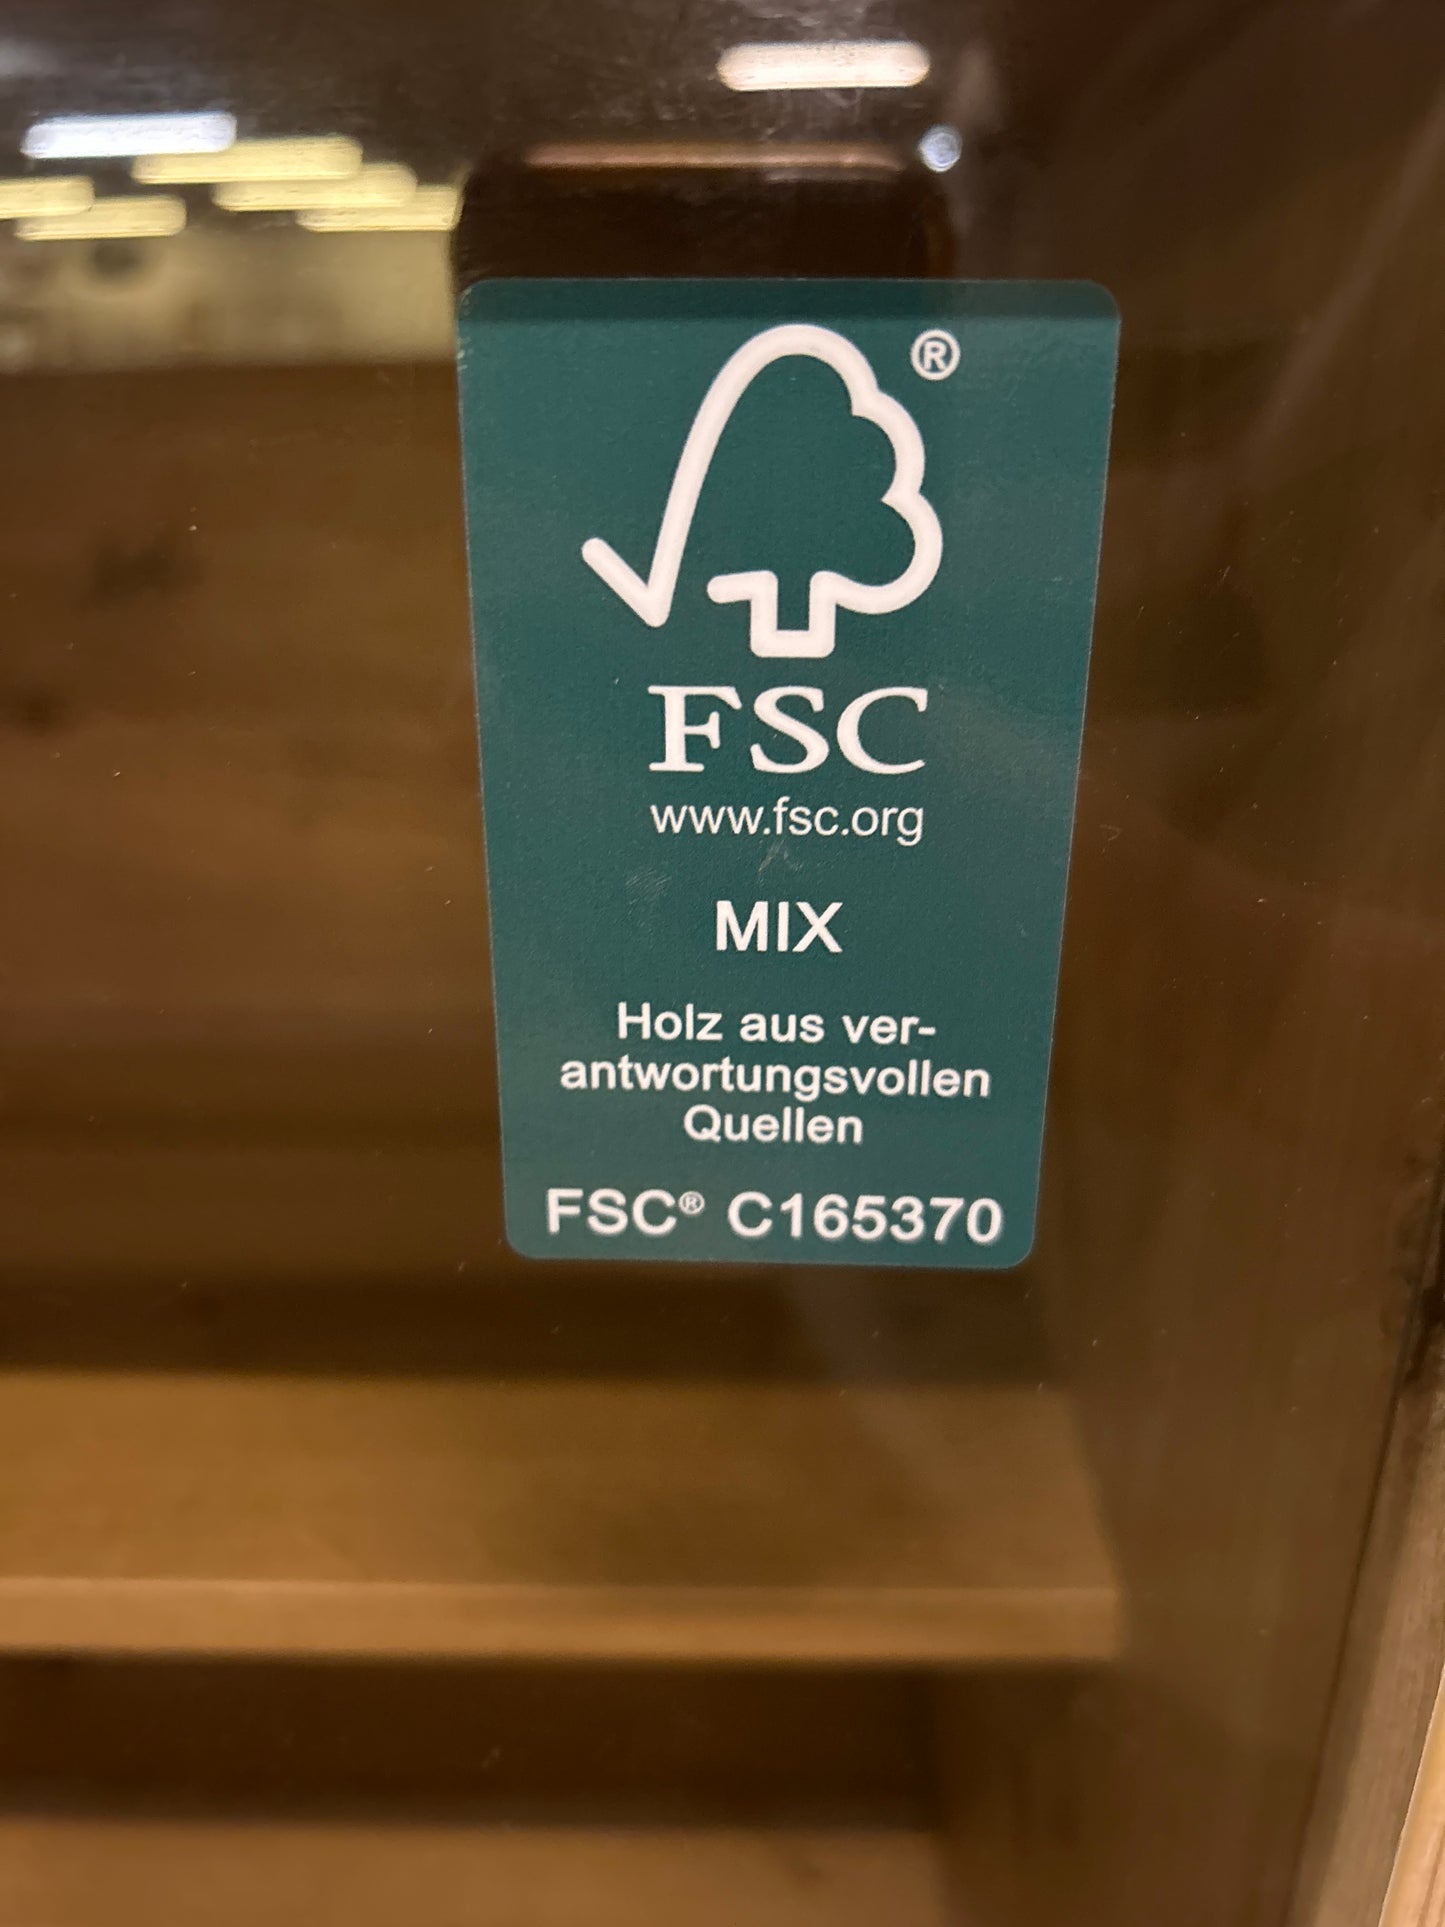 ®
FSC
www.fsc.org
MIX
Holz aus ver-
antwortungsvollen
Quellen
FSC® C165370